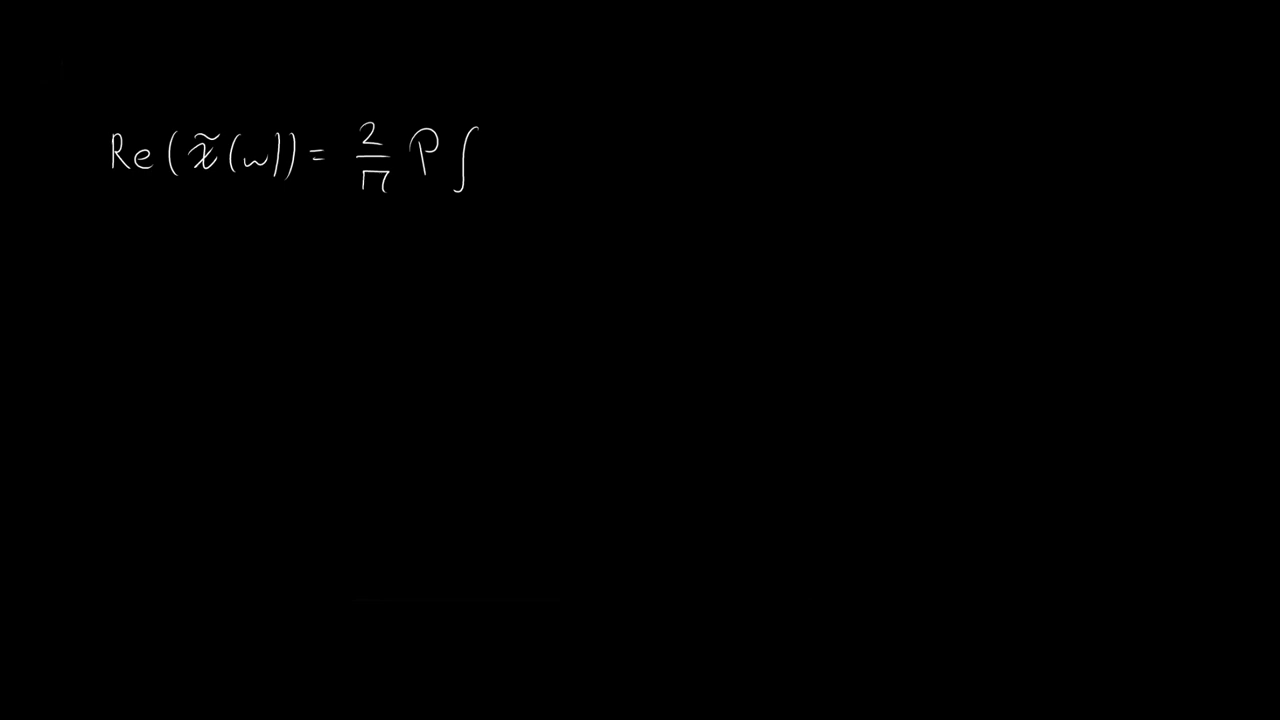 Re(x̃(ω)) = 2/π P ∫